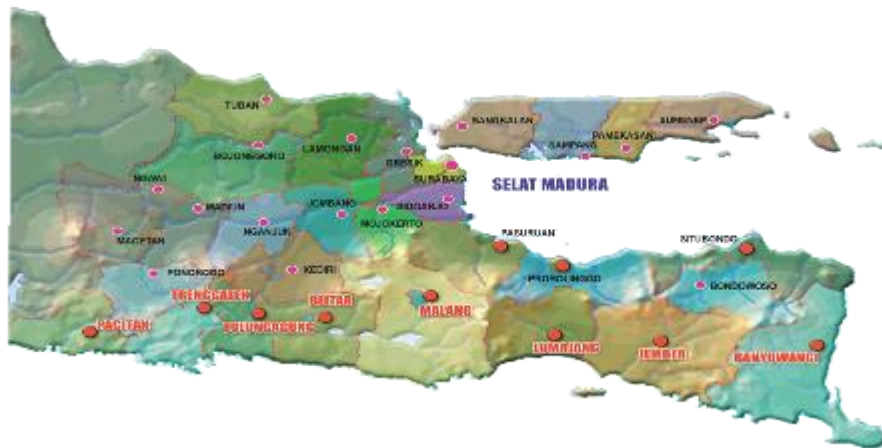 TUBAN
BANGKALAN
SUMENEP
PAMEKASAN
LAMONGAN
BOJONEGORO
GRESIK
SAMPANG
SURABAYA
NGAWI
SELAT MADURA
MADIUN
JOMBANG
SIDOARJO
MOJOKERTO
NGANJUK
MAGETAN
PASURUAN
SITUBONDO
PONOROGO
KEDIRI
PROBOLINGGO
BONDOWOSO
TRENGGALEK
BLITAR
MALANG
TULUNGAGUNG
PACITAN
LUMAJANG
JEMBER
BANYUWANGI